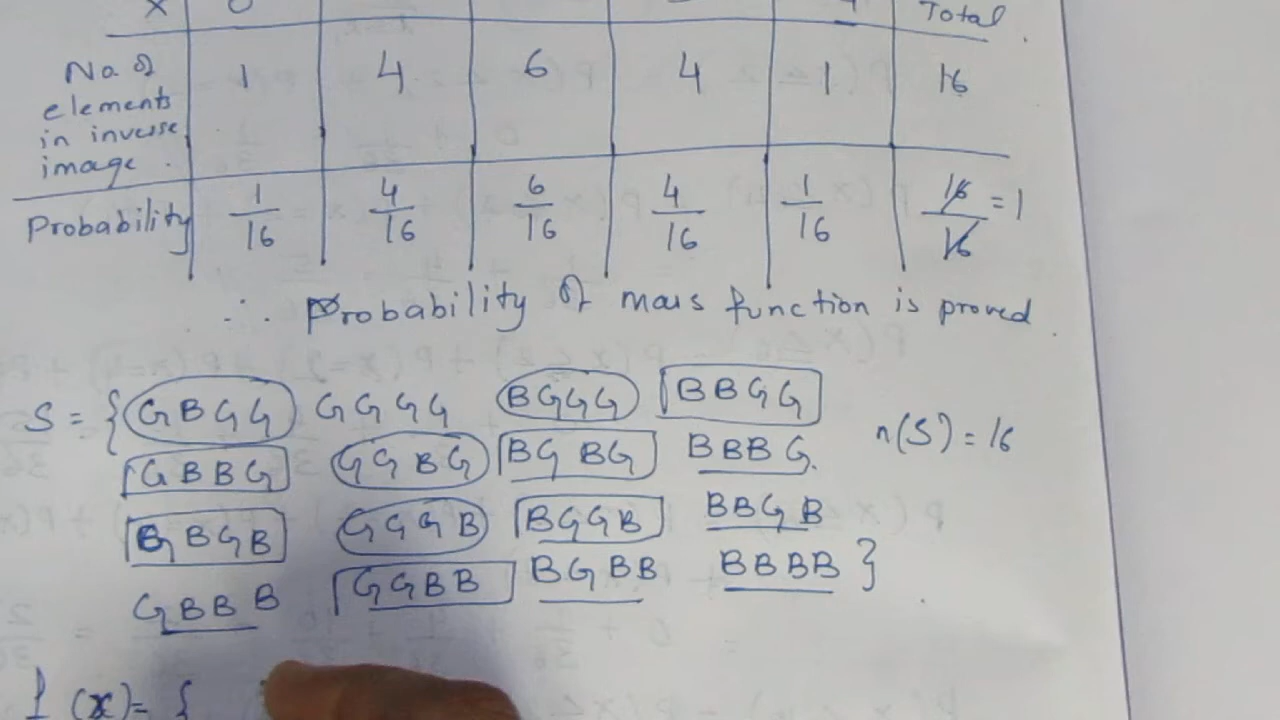 x 0 4 Total
No. of elements in inverse image. 1 4 6 4 1 16
Probability 1/16 4/16 6/16 4/16 1/16 16/16 = 1
∴ Probability of mass function is proved.
S = { GBGG GGGG BGGG BBGG n(S) = 16
GBBG GGBG BGBG BBBG.
GBGB GGGB BGGB BBGB
GBBB GGBB BGBB BBBB }
f(x) = {